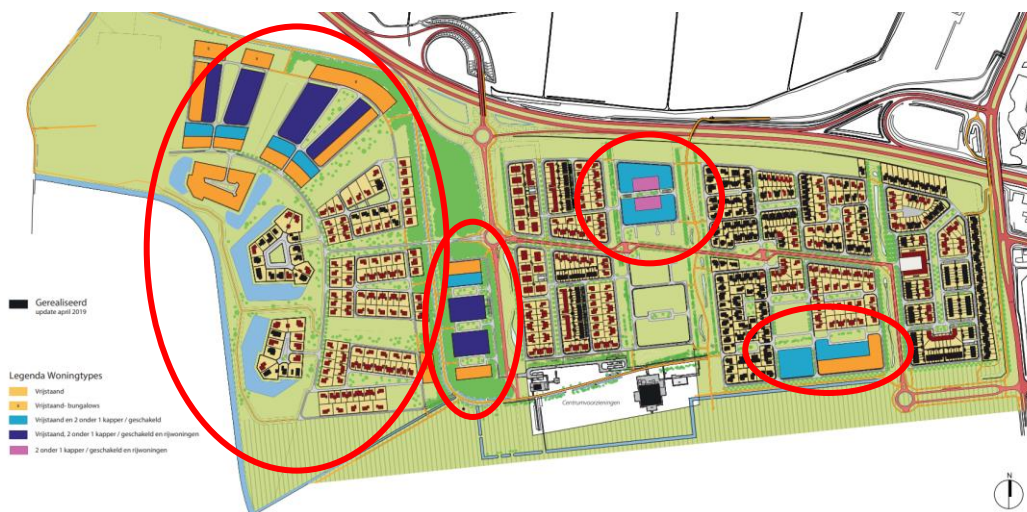 Gerealiseerd
update april 2019
Legenda Woningtypes
Vrijstaand
Vrijstaand- bungalows
Vrijstaand en 2 onder 1 kapper / geschakeld
Vrijstaand, 2 onder 1 kapper / geschakeld en rijwoningen
2 onder 1 kapper / geschakeld en rijwoningen
Centrumvoorzieningen
N